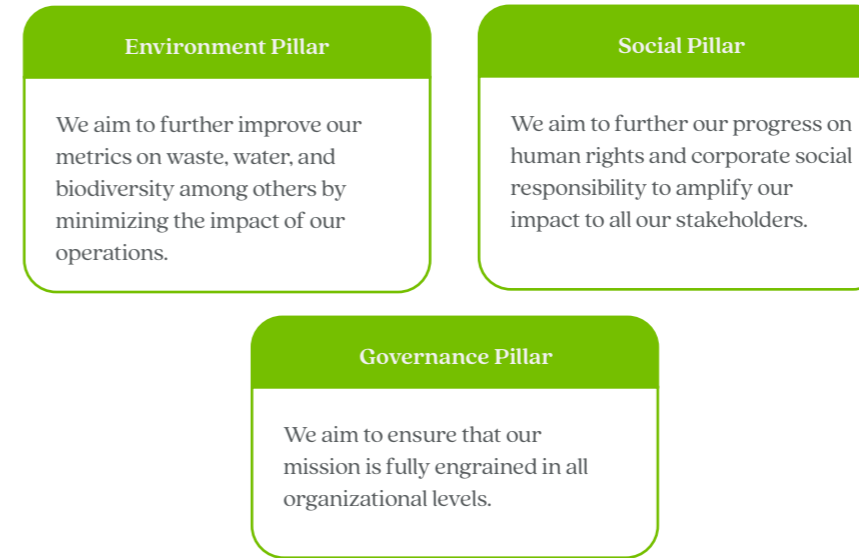 Environment Pillar
We aim to further improve our
metrics on waste, water, and
biodiversity among others by
minimizing the impact of our
operations.
Social Pillar
We aim to further our progress on
human rights and corporate social
responsibility to amplify our
impact to all our stakeholders.
Governance Pillar
We aim to ensure that our
mission is fully engrained in all
organizational levels.